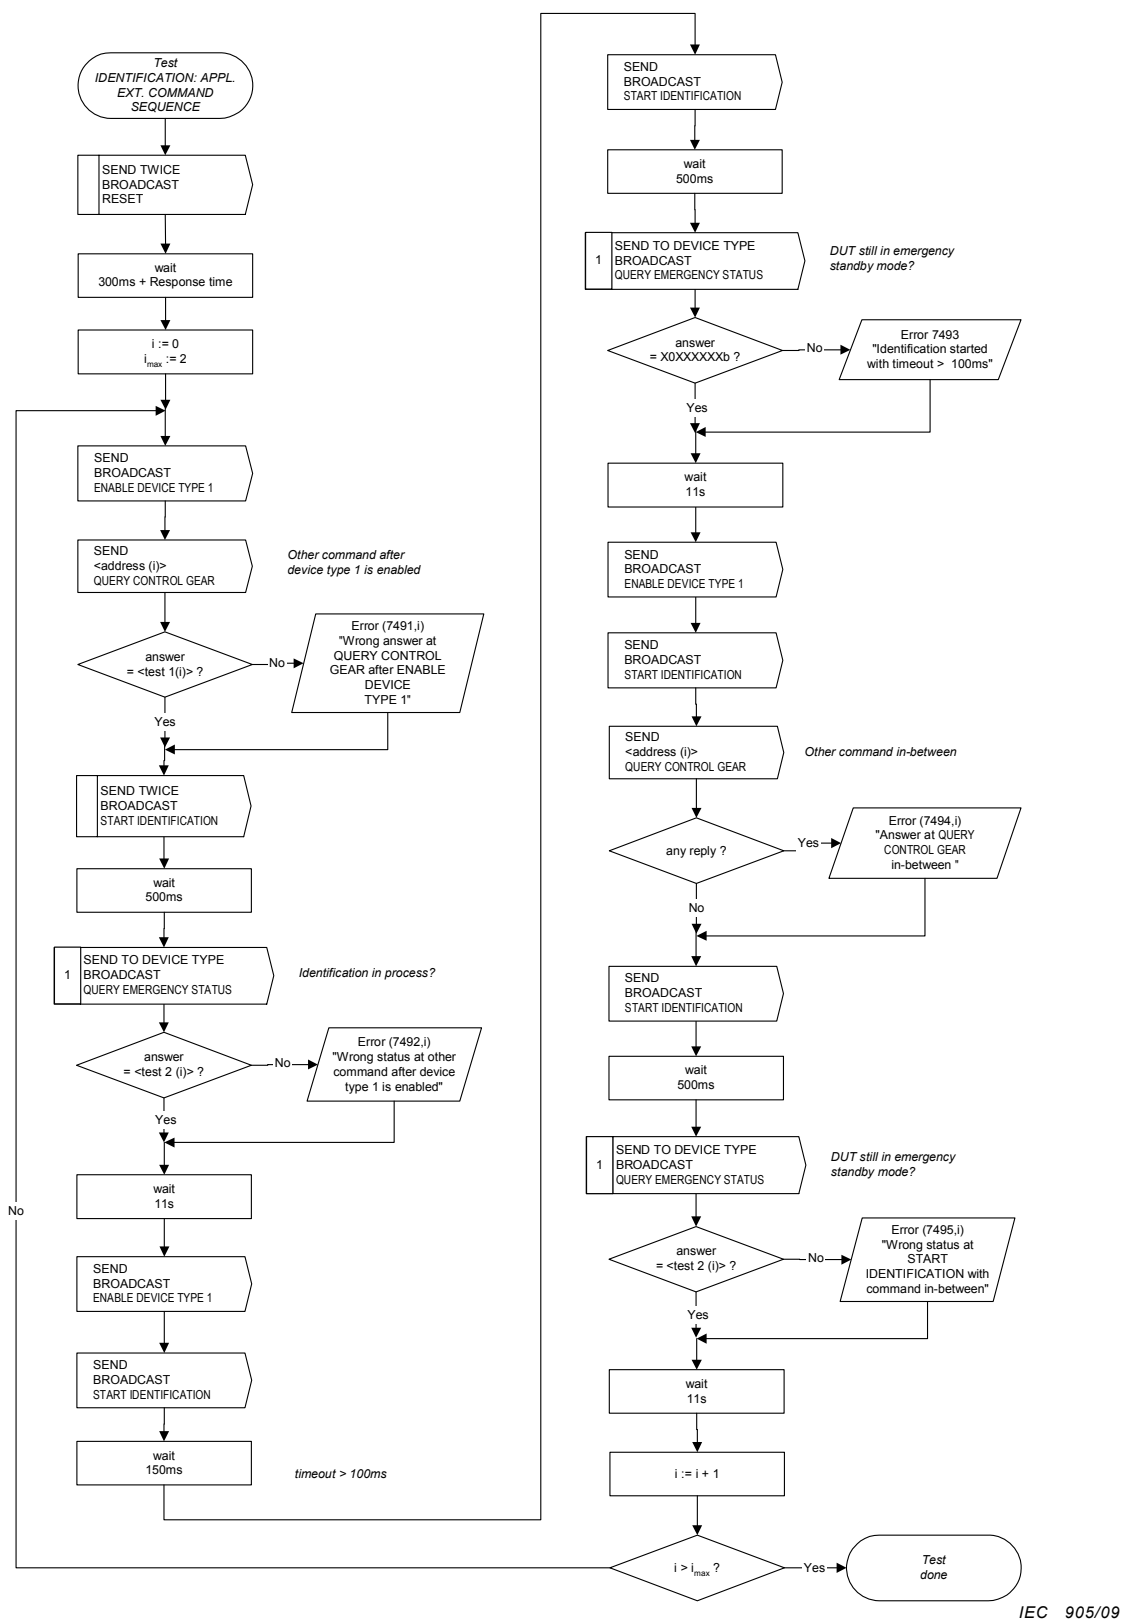 Test
IDENTIFICATION: APPL.
EXT. COMMAND
SEQUENCE
SEND TWICE
BROADCAST
RESET
wait
300ms + Response time
i := 0
imax := 2
SEND
BROADCAST
ENABLE DEVICE TYPE 1
SEND
<address (i)>
QUERY CONTROL GEAR
Other command after
device type 1 is enabled
answer
= <test 1(i)> ?
No
Error (7491,i)
"Wrong answer at
QUERY CONTROL
GEAR after ENABLE
DEVICE
TYPE 1"
Yes
SEND TWICE
BROADCAST
START IDENTIFICATION
wait
500ms
1
SEND TO DEVICE TYPE
BROADCAST
QUERY EMERGENCY STATUS
Identification in process?
answer
= <test 2 (i)> ?
No
Error (7492,i)
"Wrong status at other
command after device
type 1 is enabled"
Yes
wait
11s
No
SEND
BROADCAST
ENABLE DEVICE TYPE 1
SEND
BROADCAST
START IDENTIFICATION
wait
150ms
timeout > 100ms
SEND
BROADCAST
START IDENTIFICATION
wait
500ms
1
SEND TO DEVICE TYPE
BROADCAST
QUERY EMERGENCY STATUS
DUT still in emergency
standby mode?
answer
= X0XXXXXXb ?
No
Error 7493
"Identification started
with timeout > 100ms"
Yes
wait
11s
SEND
BROADCAST
ENABLE DEVICE TYPE 1
SEND
BROADCAST
START IDENTIFICATION
SEND
<address (i)>
QUERY CONTROL GEAR
Other command in-between
any reply ?
Yes
Error (7494,i)
"Answer at QUERY
CONTROL GEAR
in-between "
No
SEND
BROADCAST
START IDENTIFICATION
wait
500ms
1
SEND TO DEVICE TYPE
BROADCAST
QUERY EMERGENCY STATUS
DUT still in emergency
standby mode?
answer
= <test 2 (i)> ?
No
Error (7495,i)
"Wrong status at
START
IDENTIFICATION with
command in-between"
Yes
wait
11s
i := i + 1
i > imax ?
Yes
Test
done
IEC 905/09